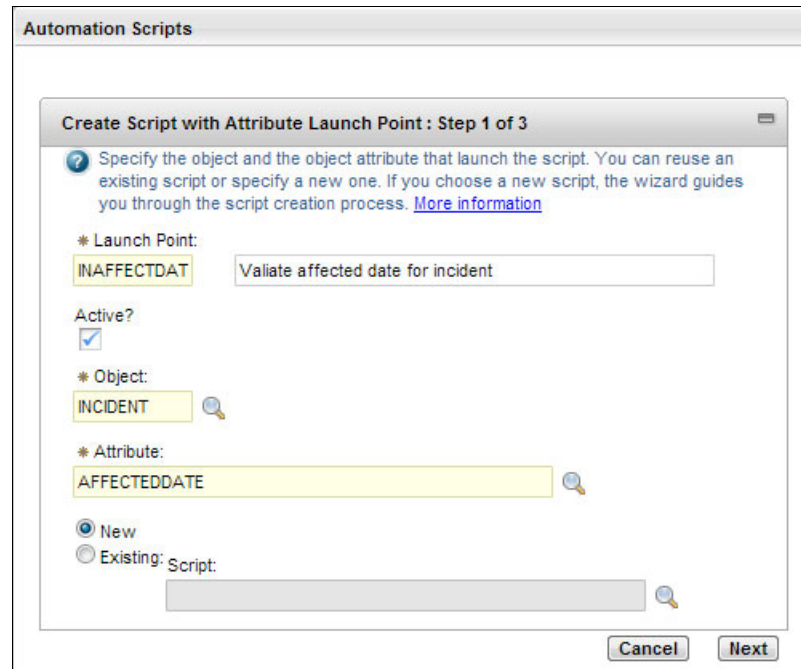 Automation Scripts
Create Script with Attribute Launch Point : Step 1 of 3
Specify the object and the object attribute that launch the script. You can reuse an
existing script or specify a new one. If you choose a new script, the wizard guides
you through the script creation process. More information
* Launch Point:
INAFFECTDAT Valiate affected date for incident
Active?
* Object:
INCIDENT
* Attribute:
AFFECTEDDATE
New
Existing: Script:
Cancel Next